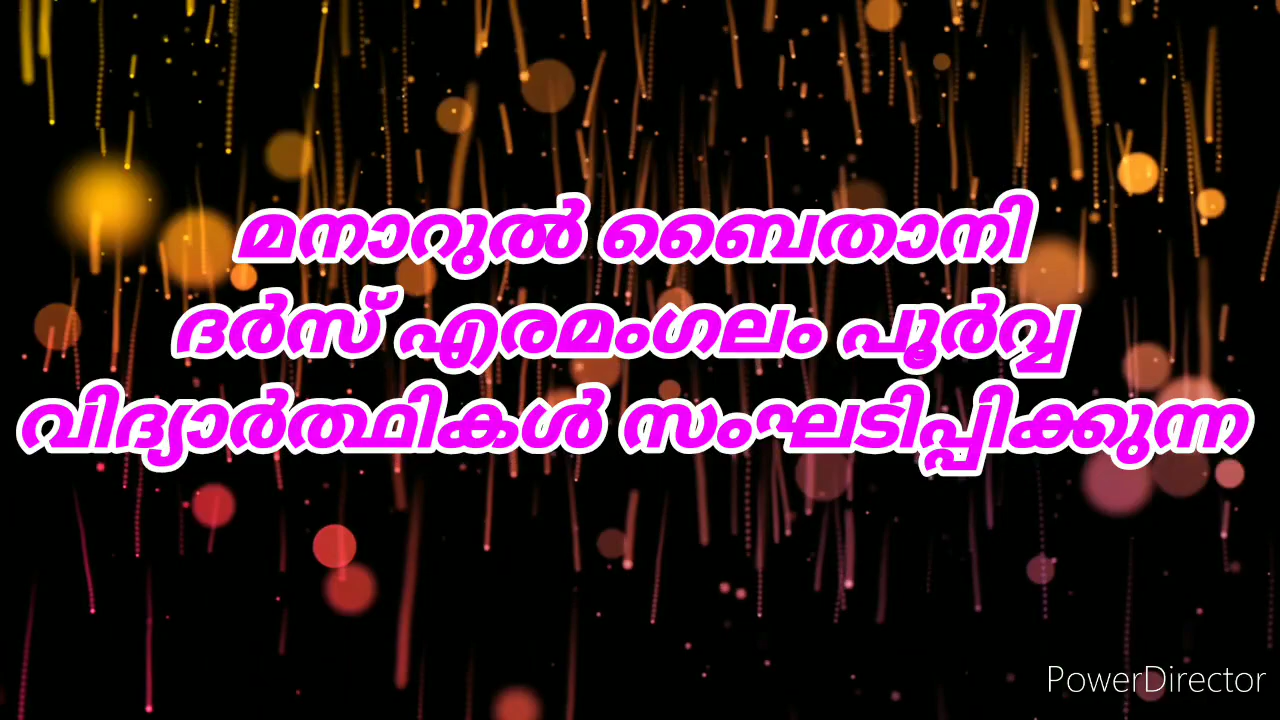 മനാറുൽ ബൈതാനി
ദർസ് എരമംഗലം പൂർവ്വ
വിദ്യാർത്ഥികൾ സംഘടിപ്പിക്കുന്ന
PowerDirector